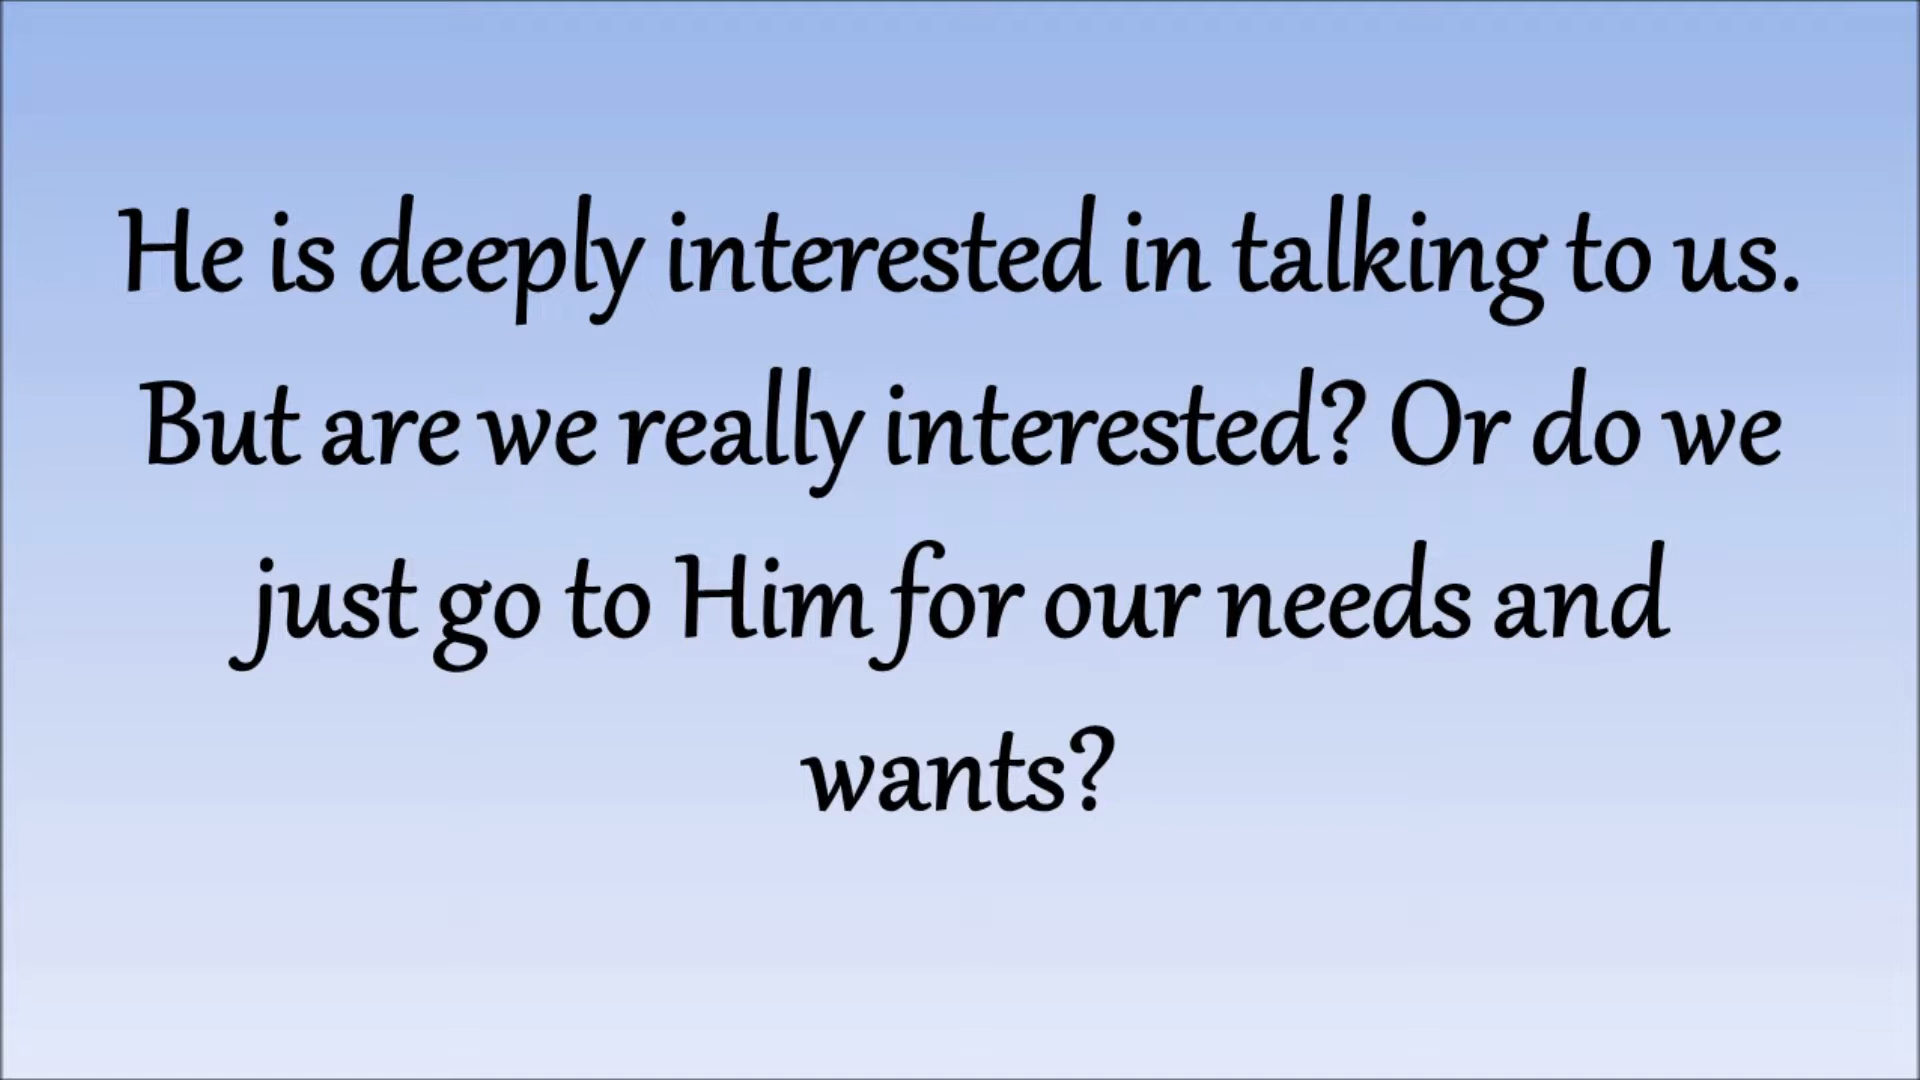 He is deeply interested in talking to us.
But are we really interested? Or do we
just go to Him for our needs and
wants?